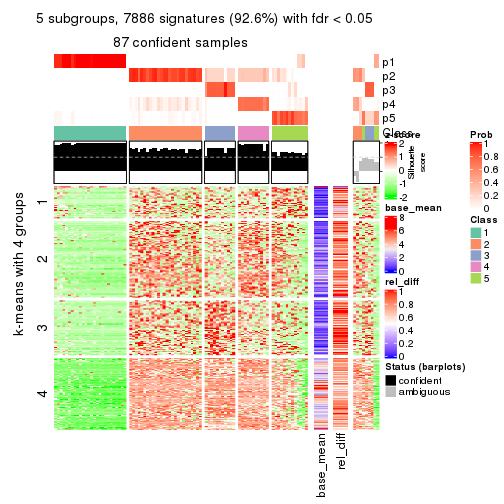 5 subgroups, 7886 signatures (92.6%) with fdr < 0.05
87 confident samples
p1
p2
p3
p4
p5
Class
Silhouette
score
k-means with 4 groups
1
2
3
4
base_mean
rel_diff
z-score
2
1
0
-1
-2
base_mean
8
6
4
2
0
rel_diff
1
0.8
0.6
0.4
0.2
0
Status (barplots)
confident
ambiguous
Prob
1
0.8
0.6
0.4
0.2
0
Class
1
2
3
4
5